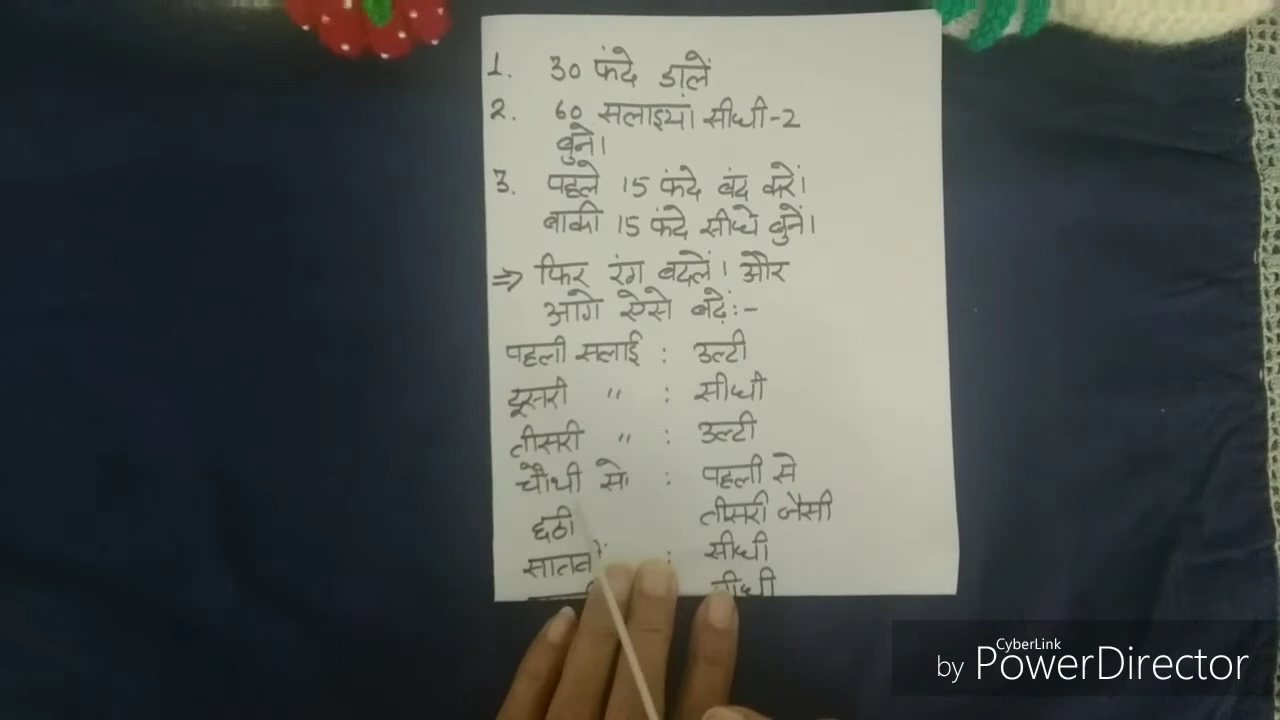 1. 30 फंदे डालें
2. 60 सलाइयां सीधी-2
बुनें।
3. पहले 15 फंदे बंद करें।
बाकी 15 फंदे सीधे बुनें।
⇒ फिर रंग बदलें। और
आगे ऐसे बढ़ें:-
पहली सलाई : उल्टी
दूसरी " : सीधी
तीसरी " : उल्टी
चौथी से : पहली से
छठी तीसरी जैसी
सातवीं : सीधी
सीधी
CyberLink
by PowerDirector